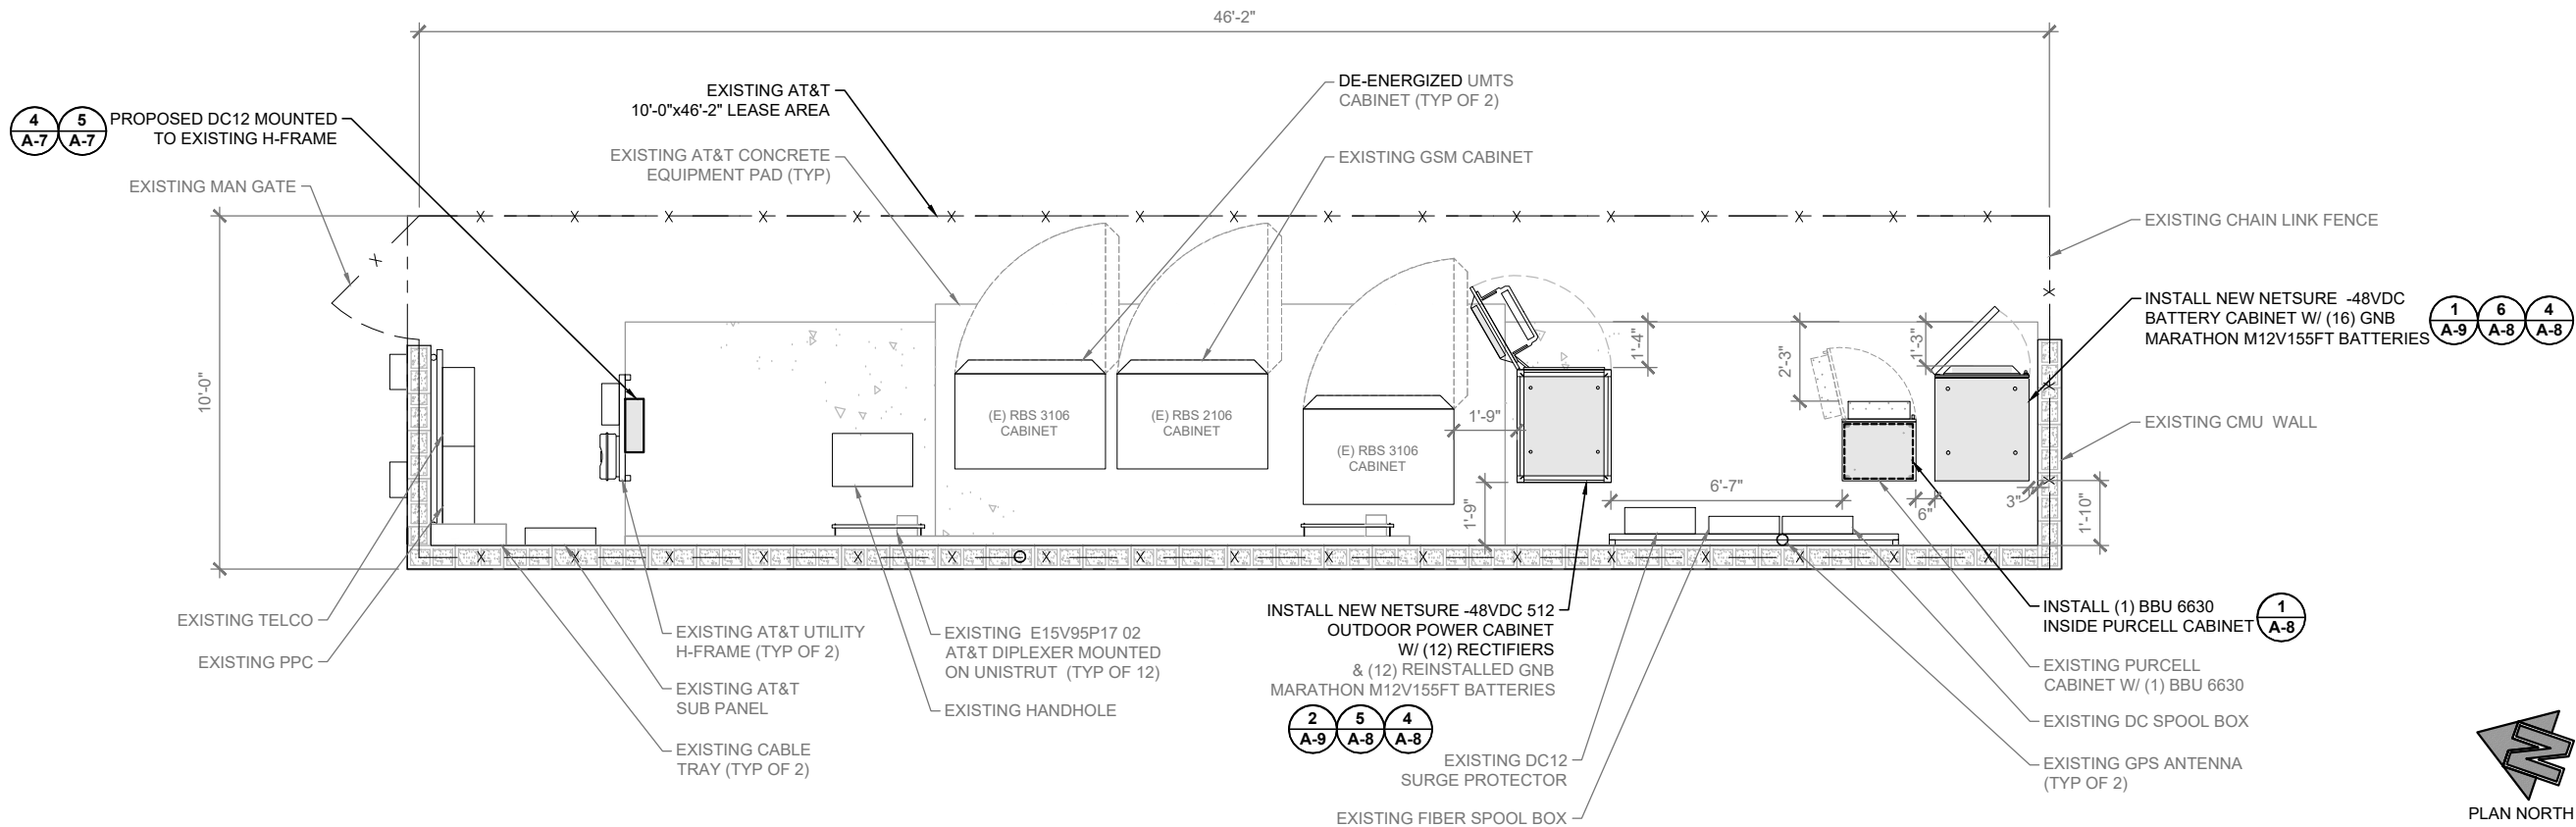 46'-2"
EXISTING AT&T
10'-0"x46'-2" LEASE AREA
DE-ENERGIZED UMTS
CABINET (TYP OF 2)
4
A-7
5
A-7
PROPOSED DC12 MOUNTED
TO EXISTING H-FRAME
EXISTING AT&T CONCRETE
EQUIPMENT PAD (TYP)
EXISTING GSM CABINET
EXISTING MAN GATE
EXISTING CHAIN LINK FENCE
INSTALL NEW NETSURE -48VDC
BATTERY CABINET W/ (16) GNB
MARATHON M12V155FT BATTERIES
1
A-9
6
A-8
4
A-8
10'-0"
1'-4"
2'-3"
1'-3"
(E) RBS 3106
CABINET
(E) RBS 2106
CABINET
(E) RBS 3106
CABINET
1'-9"
EXISTING CMU WALL
1'-9"
6'-7"
6"
3"
1'-10"
EXISTING TELCO
EXISTING PPC
EXISTING AT&T UTILITY
H-FRAME (TYP OF 2)
EXISTING AT&T
SUB PANEL
EXISTING CABLE
TRAY (TYP OF 2)
EXISTING E15V95P17 02
AT&T DIPLEXER MOUNTED
ON UNISTRUT (TYP OF 12)
EXISTING HANDHOLE
INSTALL NEW NETSURE -48VDC 512
OUTDOOR POWER CABINET
W/ (12) RECTIFIERS
& (12) REINSTALLED GNB
MARATHON M12V155FT BATTERIES
2
A-9
5
A-8
4
A-8
EXISTING DC12
SURGE PROTECTOR
EXISTING FIBER SPOOL BOX
INSTALL (1) BBU 6630
INSIDE PURCELL CABINET
1
A-8
EXISTING PURCELL
CABINET W/ (1) BBU 6630
EXISTING DC SPOOL BOX
EXISTING GPS ANTENNA
(TYP OF 2)
N
PLAN NORTH